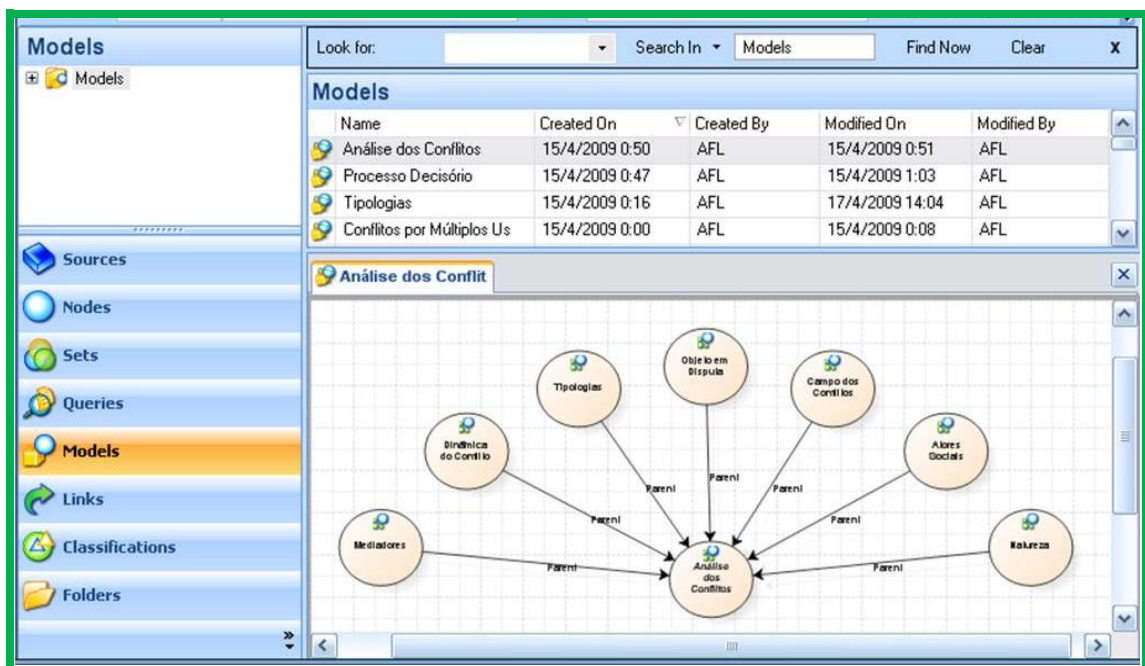 Models
Models
Sources
Nodes
Sets
Queries
Models
Links
Classifications
Folders
Look for:
Search In
Models
Find Now
Clear
X
Models
Name Created On Created By Modified On Modified By
Análise dos Conflitos 15/4/2009 0:50 AFL 15/4/2009 0:51 AFL
Processo Decisório 15/4/2009 0:47 AFL 15/4/2009 1:03 AFL
Tipologias 15/4/2009 0:16 AFL 17/4/2009 14:04 AFL
Conflitos por Múltiplos Us 15/4/2009 0:00 AFL 15/4/2009 0:08 AFL
Análise dos Conflit
Objeto em
Disputa
Tipologias
Campo dos
Conflitos
Dinâmica
do Conflito
Atores
Sociais
Parent
Parent
Parent
Parent
Parent
Mediadores
Natureza
Parent
Parent
Análise
dos
Conflitos